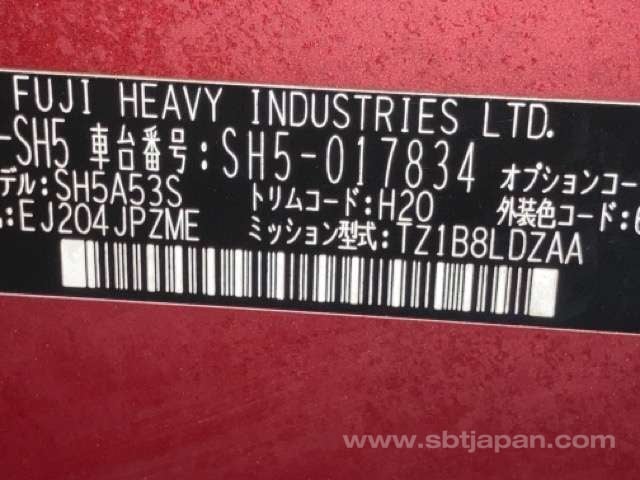 FUJI HEAVY INDUSTRIES LTD.
-SH5 車台番号:SH5-017834 オプションコー
デル:SH5A53S トリムコード:H20 外装色コード:
EJ204JPZME ミッション型式:TZ1B8LDZAA
www.sbtjapan.com